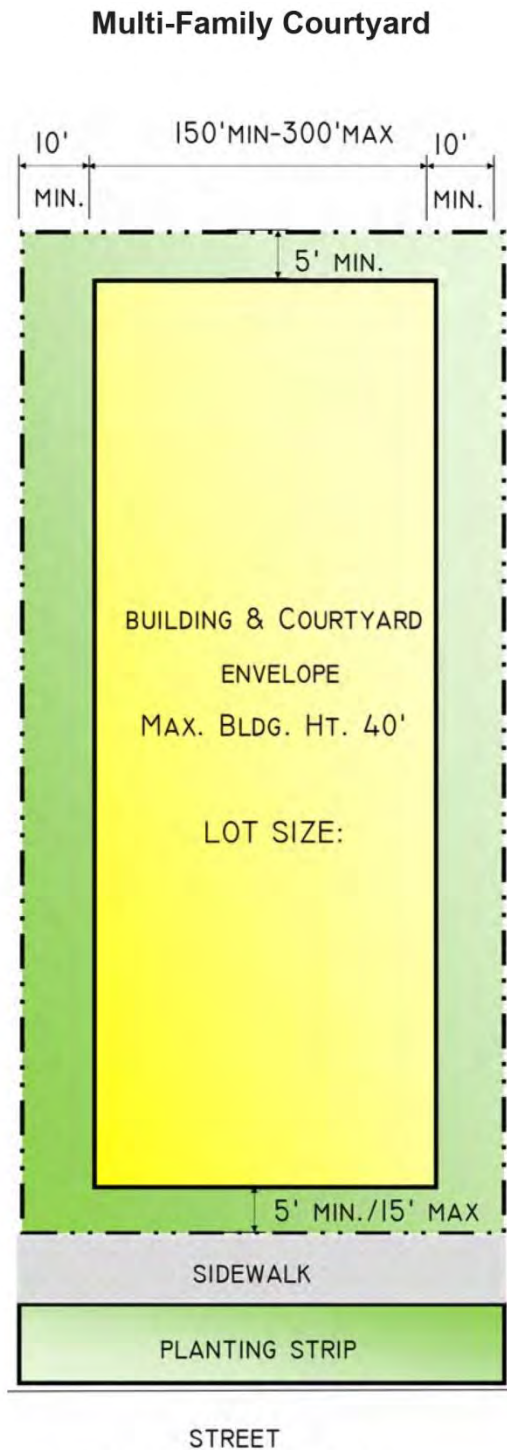 Multi-Family Courtyard
10' 150'MIN-300'MAX 10'
MIN. MIN.
5' MIN.
BUILDING & COURTYARD
ENVELOPE
MAX. BLDG. HT. 40'
LOT SIZE:
5' MIN./15' MAX
SIDEWALK
PLANTING STRIP
STREET